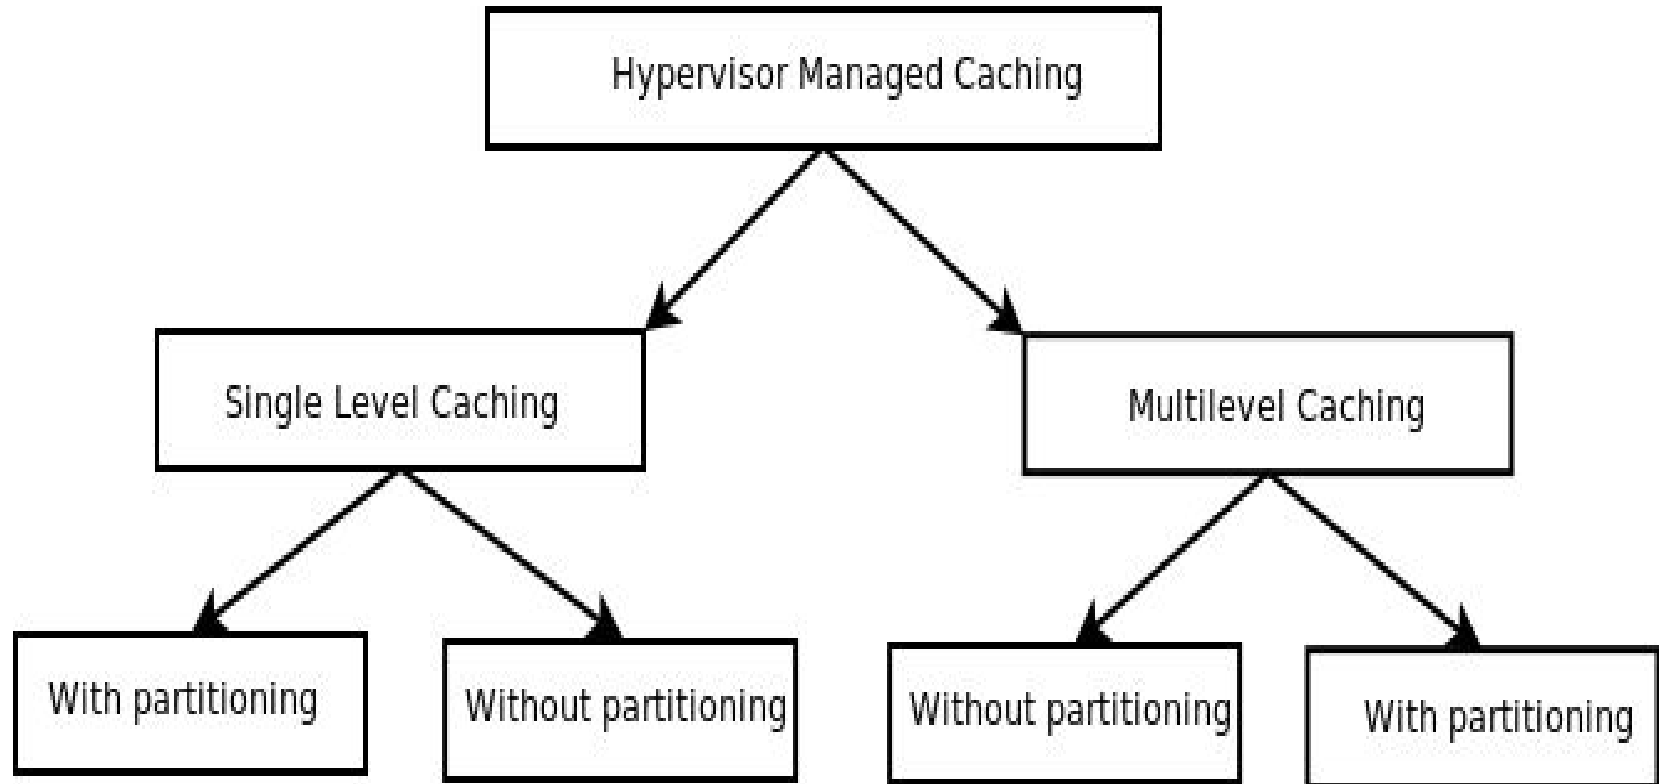 Hypervisor Managed Caching
Single Level Caching
Multilevel Caching
With partitioning
Without partitioning
Without partitioning
With partitioning